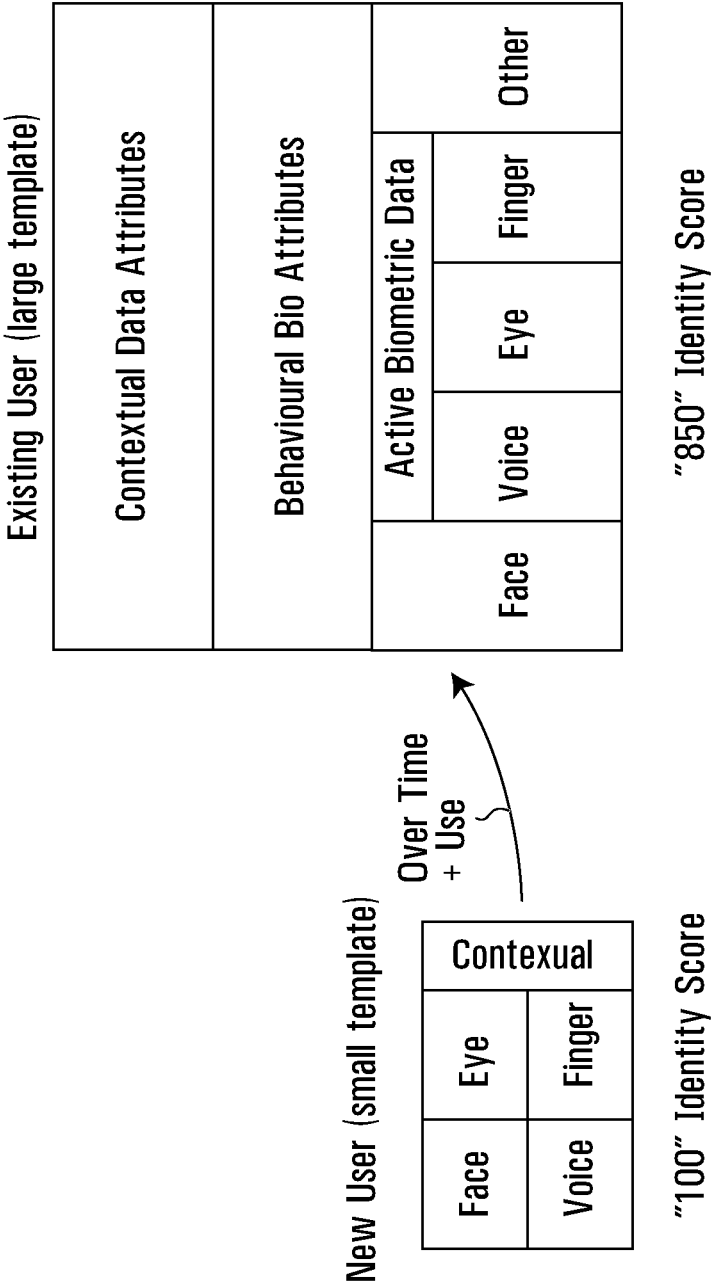 New User (small template)
Face
Eye
Contexual
Voice
Finger
"100" Identity Score
Over Time
+ Use
Existing User (large template)
Contextual Data Attributes
Behavioural Bio Attributes
Active Biometric Data
Face
Voice
Eye
Finger
Other
"850" Identity Score